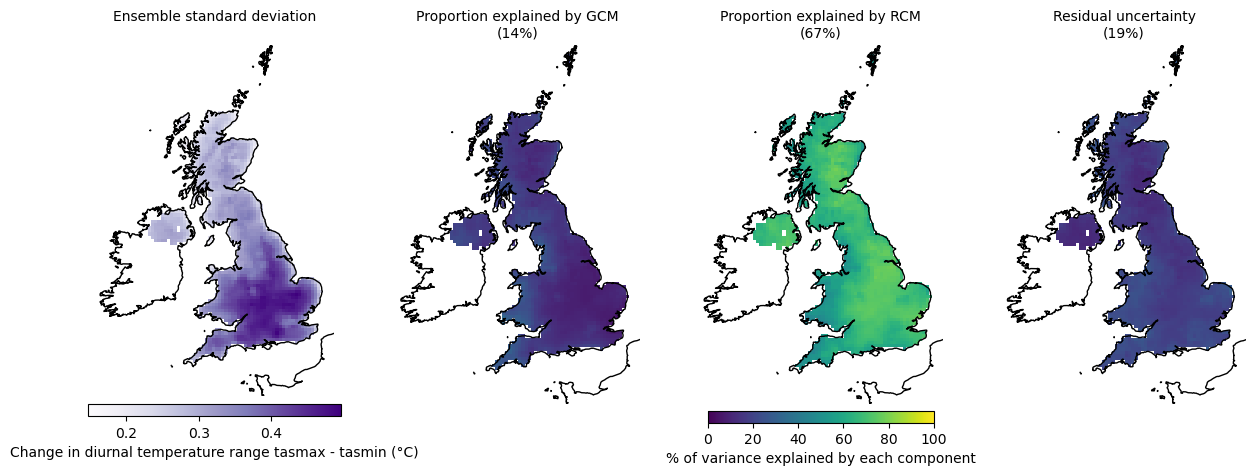 Ensemble standard deviation
Proportion explained by GCM
(14%)
Proportion explained by RCM
(67%)
Residual uncertainty
(19%)
0.2 0.3 0.4
Change in diurnal temperature range tasmax - tasmin (°C)
0 20 40 60 80 100
% of variance explained by each component